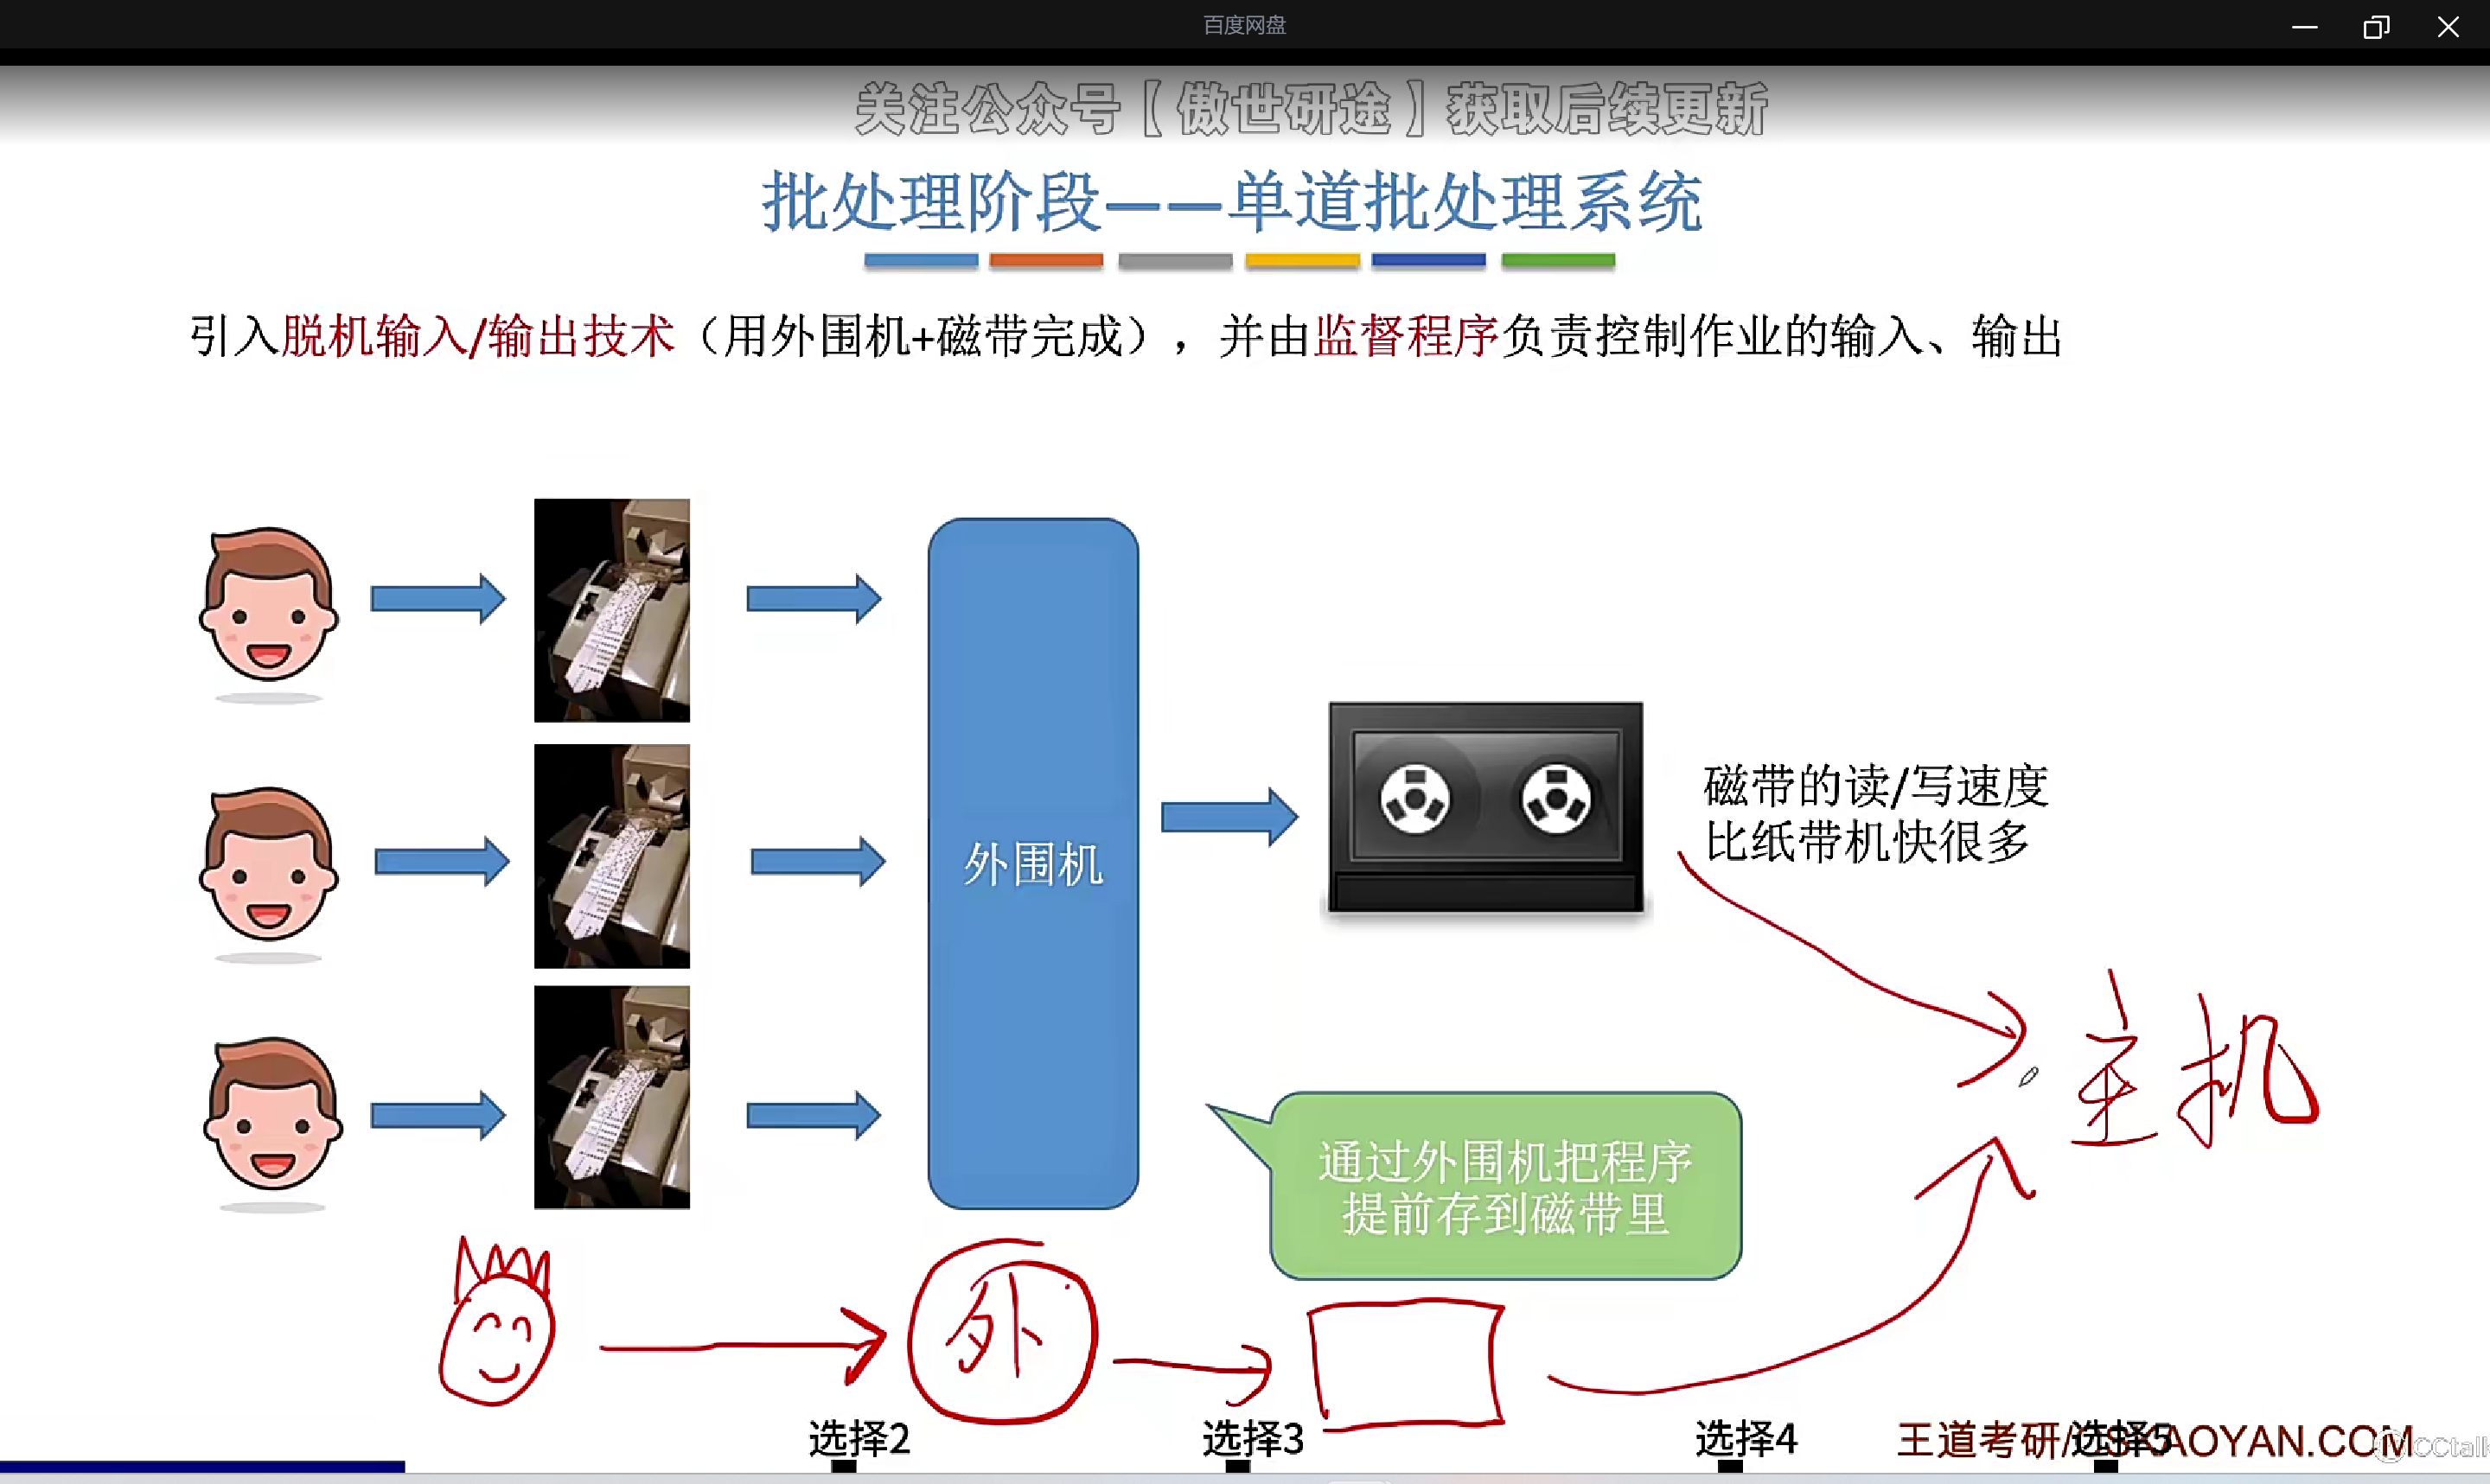 百度网盘
关注公众号【傲世研途】获取后续更新
批处理阶段——单道批处理系统
引入脱机输入/输出技术（用外围机+磁带完成），并由监督程序负责控制作业的输入、输出
外围机
磁带的读/写速度
比纸带机快很多
主机
通过外围机把程序
提前存到磁带里
外
选择2
选择3
选择4
选择5
王道考研/CSKAOYAN.COM
CCtalk